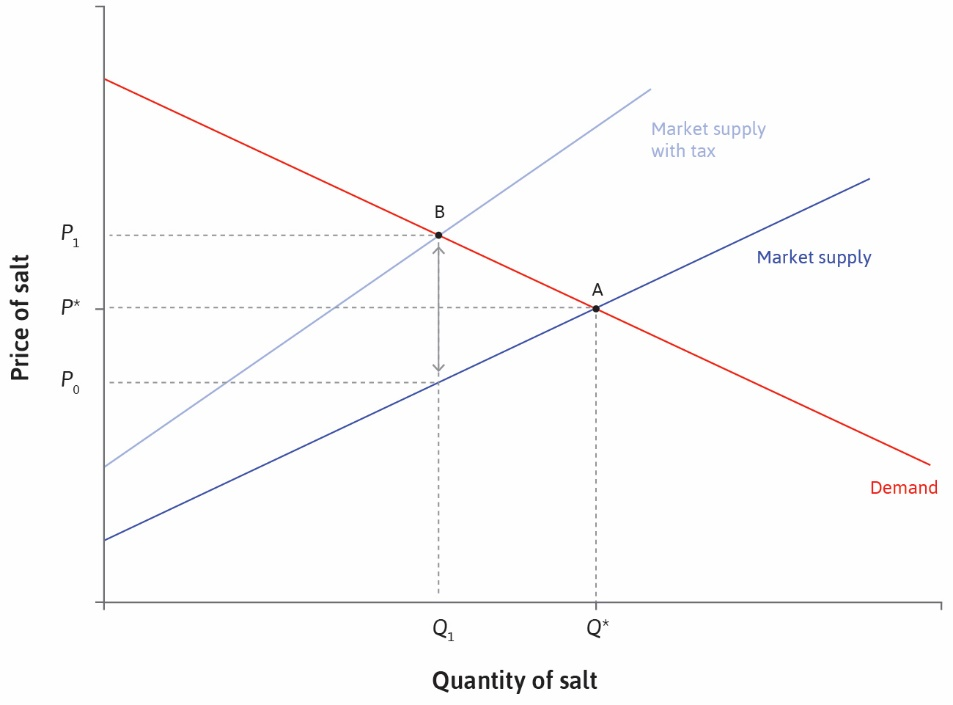 Market supply
with tax
B
P₁
Market supply
A
P*
P₀
Price of salt
Demand
Q₁
Q*
Quantity of salt